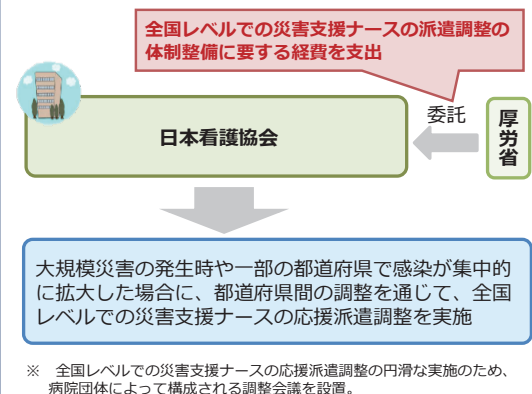 全国レベルでの災害支援ナースの派遣調整の
体制整備に要する経費を支出
委託
日本看護協会
厚労省
大規模災害の発生時や一部の都道府県で感染が集中的
に拡大した場合に、都道府県間の調整を通じて、全国
レベルでの災害支援ナースの応援派遣調整を実施
※　全国レベルでの災害支援ナースの応援派遣調整の円滑な実施のため、
病院団体によって構成される調整会議を設置。